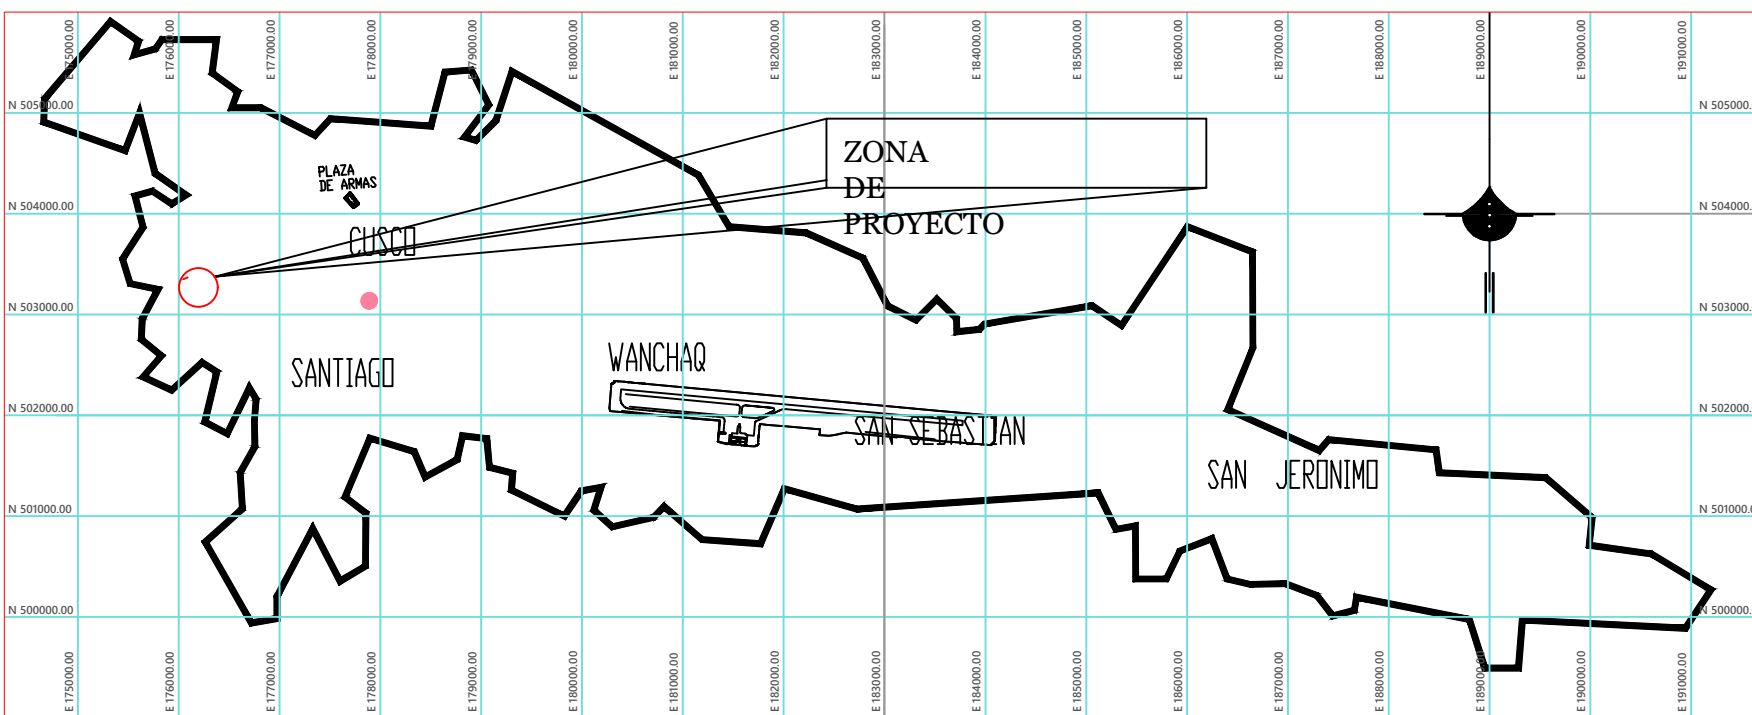 E 175000.00
E 176000.00
E 177000.00
E 178000.00
E 179000.00
E 180000.00
E 181000.00
E 182000.00
E 183000.00
E 184000.00
E 185000.00
E 186000.00
E 187000.00
E 188000.00
E 189000.00
E 190000.00
E 191000.00
N 505000.00
N 505000.
ZONA
DE
PROYECTO
PLAZA
DE ARMAS
N 504000.00
N 504000.
CUSCO
N 503000.00
N 503000.
WANCHAQ
SANTIAGO
N 502000.00
N 502000.
SAN SEBASTIAN
SAN JERONIMO
N 501000.00
N 501000.0
N 500000.00
N 500000.
E 175000.00
E 176000.00
E 177000.00
E 178000.00
E 179000.00
E 180000.00
E 181000.00
E 182000.00
E 183000.00
E 184000.00
E 185000.00
E 186000.00
E 187000.00
E 188000.00
E 189000.00
E 190000.00
E 191000.00